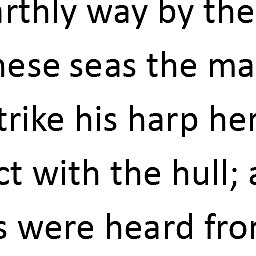 arthly way by the
hese seas the ma
trike his harp her
ct with the hull; a
s were heard fro